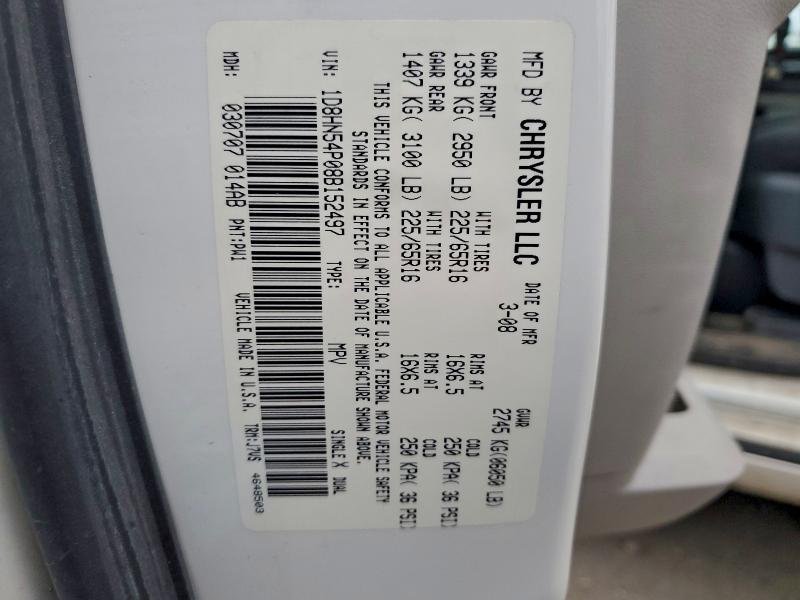 MFD BY CHRYSLER LLC DATE OF MFR 3-08 GVWR 2745 KG(06050 LB)
GAWR FRONT WITH TIRES RIMS AT COLD
1339 KG( 2950 LB) 225/65R16 16X6.5 250 KPA( 36 PSI)
GAWR REAR WITH TIRES RIMS AT COLD
1407 KG( 3100 LB) 225/65R16 16X6.5 250 KPA( 36 PSI)
THIS VEHICLE CONFORMS TO ALL APPLICABLE U.S.A. FEDERAL MOTOR VEHICLE SAFETY
STANDARDS IN EFFECT ON THE DATE OF MANUFACTURE SHOWN ABOVE.
VIN: 1D8HN54P08B152497 TYPE: MPV SINGLE X DUAL
MDH: 030707 014AB PNT:PW1 VEHICLE MADE IN U.S.A. TRM:J7VS 4648503